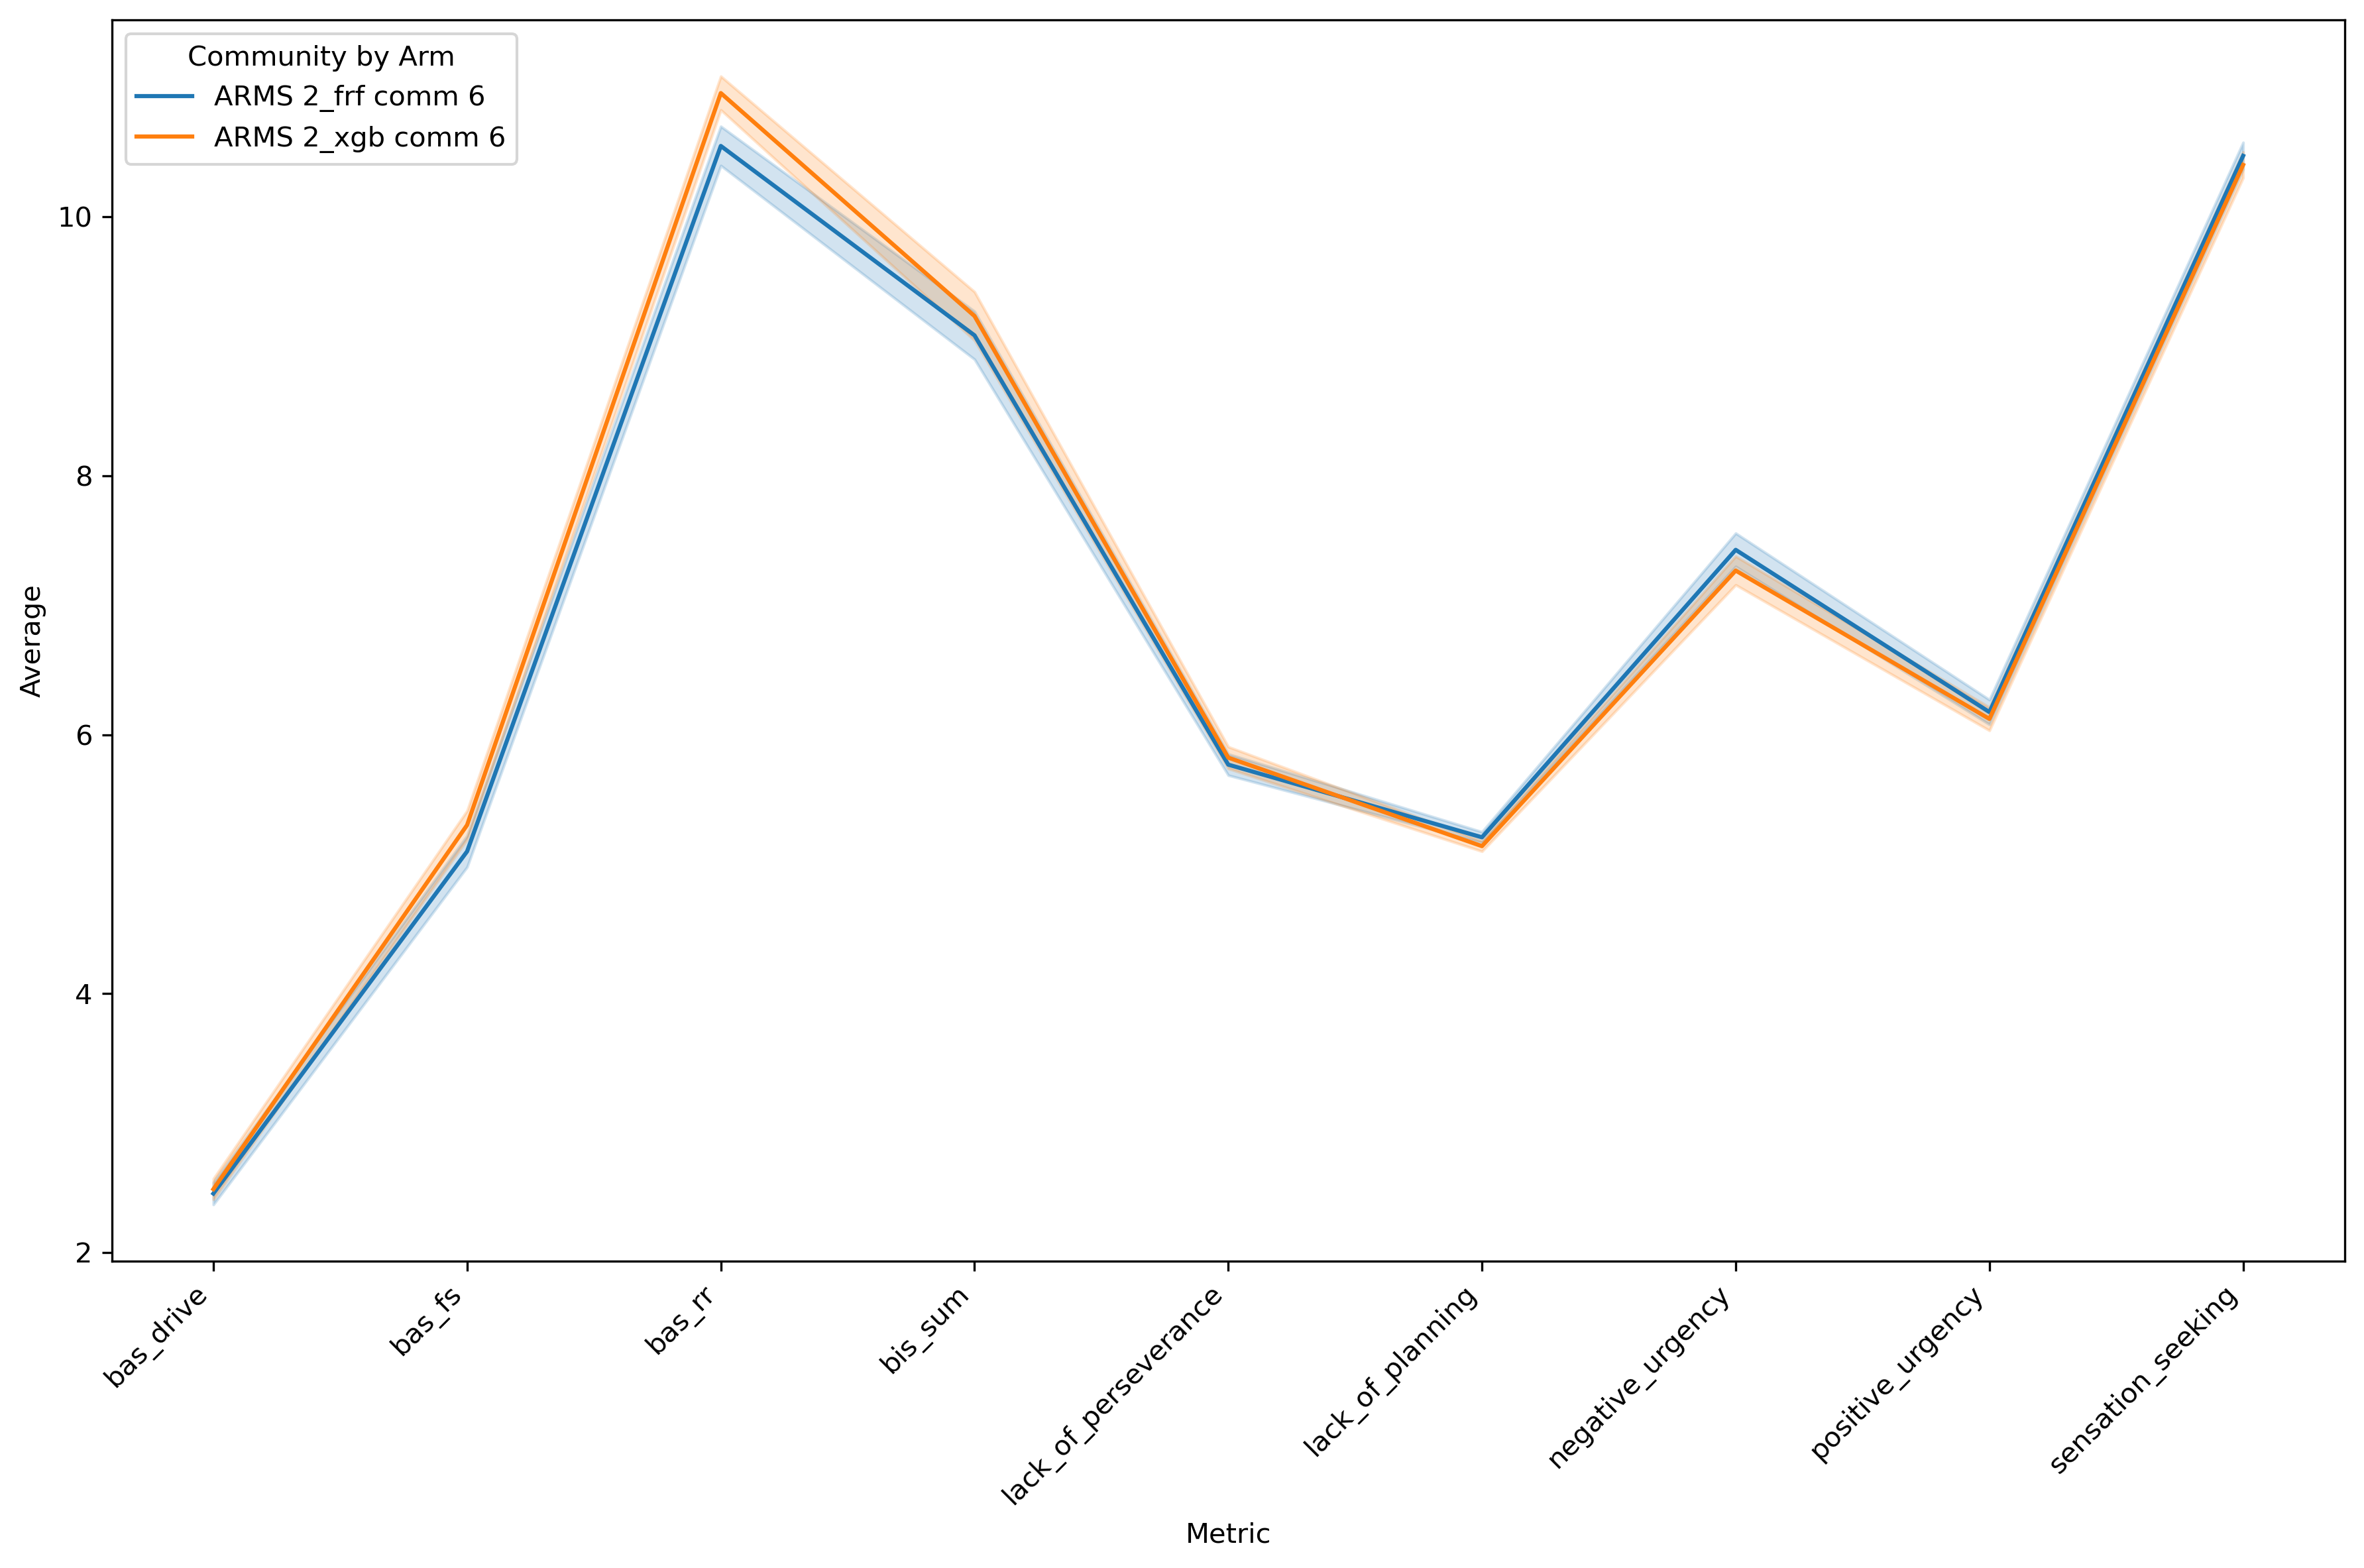 Community by Arm
ARMS 2_frf comm 6
ARMS 2_xgb comm 6
10
8
6
4
2
Average
bas_drive
bas_fs
bas_rr
bis_sum
lack_of_perseverance
lack_of_planning
negative_urgency
positive_urgency
sensation_seeking
Metric